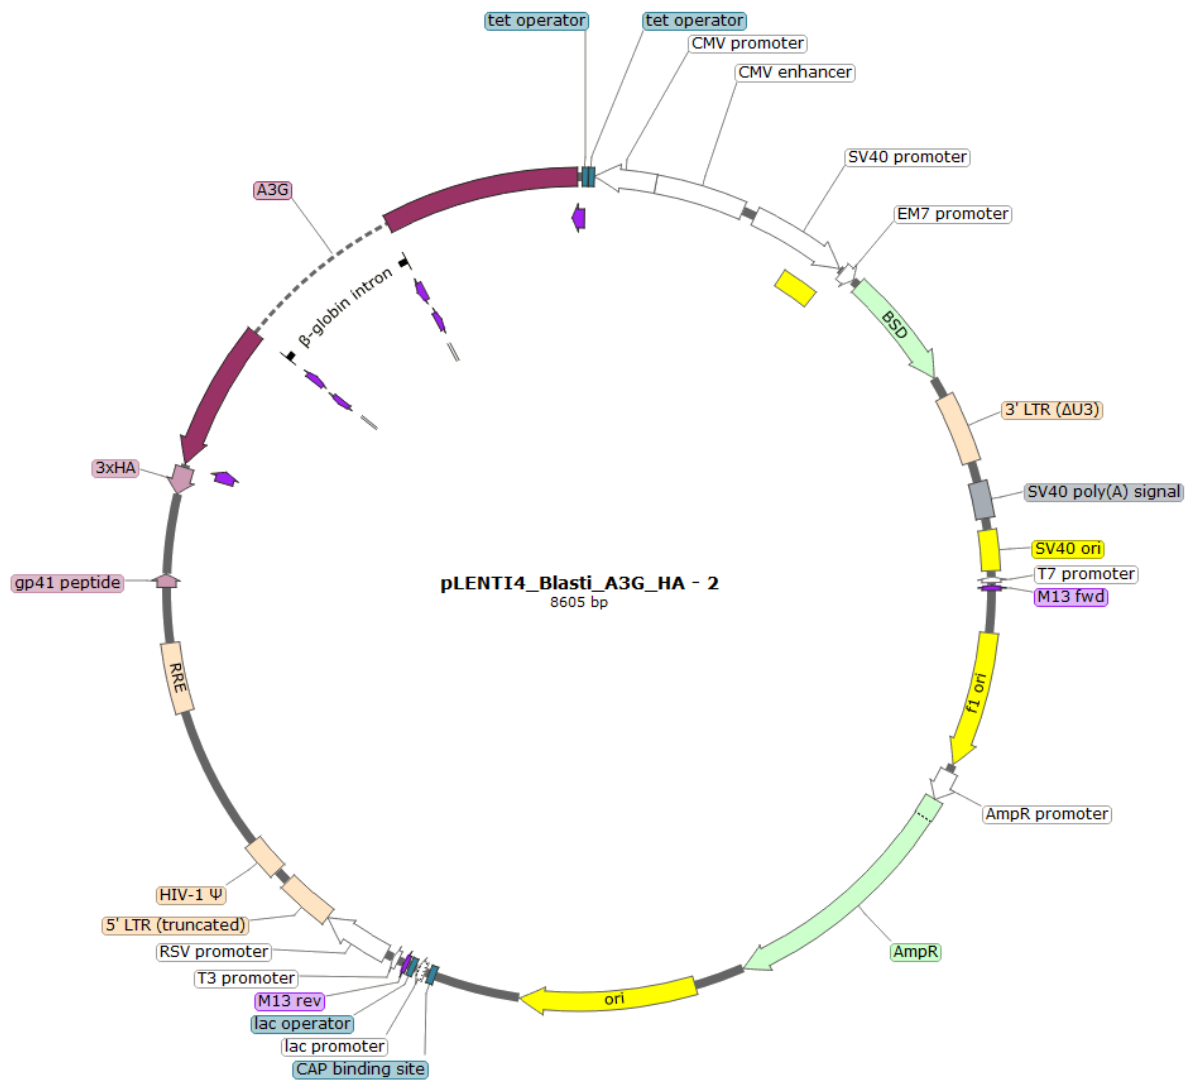 tet operator
tet operator
CMV promoter
CMV enhancer
SV40 promoter
EM7 promoter
A3G
β-globin intron
BSD
3' LTR (ΔU3)
3xHA
SV40 poly(A) signal
SV40 ori
T7 promoter
M13 fwd
gp41 peptide
pLENTI4_Blasti_A3G_HA - 2
8605 bp
RRE
f1 ori
AmpR promoter
HIV-1 Ψ
5' LTR (truncated)
RSV promoter
AmpR
T3 promoter
M13 rev
ori
lac operator
lac promoter
CAP binding site